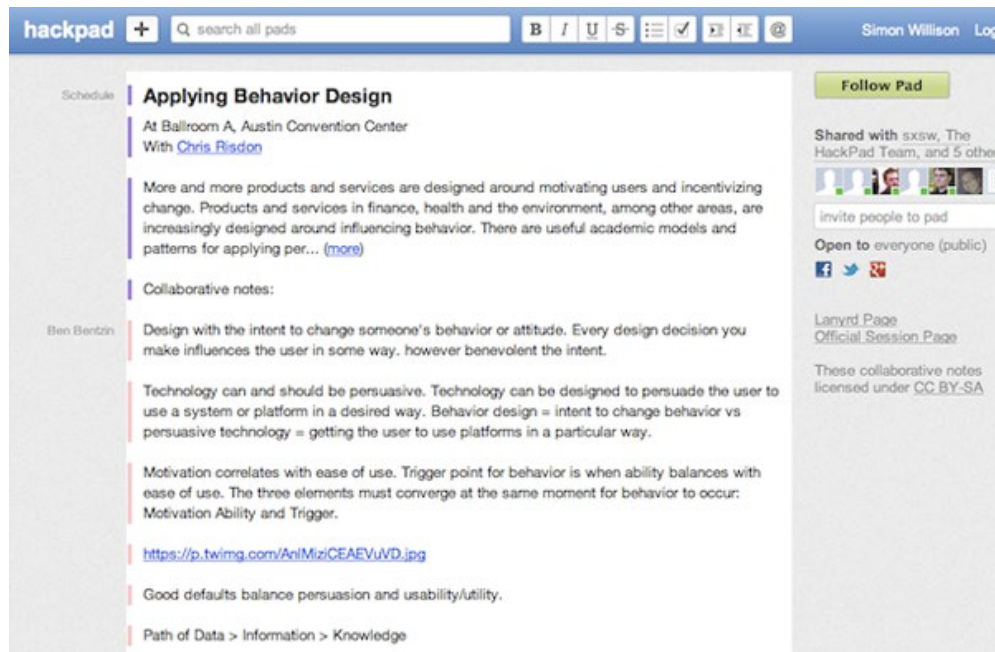 hackpad + search all pads B I U S @ Simon Willison Log
Schedule
Applying Behavior Design
At Ballroom A, Austin Convention Center
With Chris Risdon
More and more products and services are designed around motivating users and incentivizing
change. Products and services in finance, health and the environment, among other areas, are
increasingly designed around influencing behavior. There are useful academic models and
patterns for applying per... (more)
Collaborative notes:
Ben Bentzin
Design with the intent to change someone's behavior or attitude. Every design decision you
make influences the user in some way. however benevolent the intent.
Technology can and should be persuasive. Technology can be designed to persuade the user to
use a system or platform in a desired way. Behavior design = intent to change behavior vs
persuasive technology = getting the user to use platforms in a particular way.
Motivation correlates with ease of use. Trigger point for behavior is when ability balances with
ease of use. The three elements must converge at the same moment for behavior to occur:
Motivation Ability and Trigger.
https://p.twimg.com/AnlMiziCEAEVuVD.jpg
Good defaults balance persuasion and usability/utility.
Path of Data > Information > Knowledge
Follow Pad
Shared with sxsw, The
HackPad Team, and 5 other
invite people to pad
Open to everyone (public)
Lanyrd Page
Official Session Page
These collaborative notes
licensed under CC BY-SA